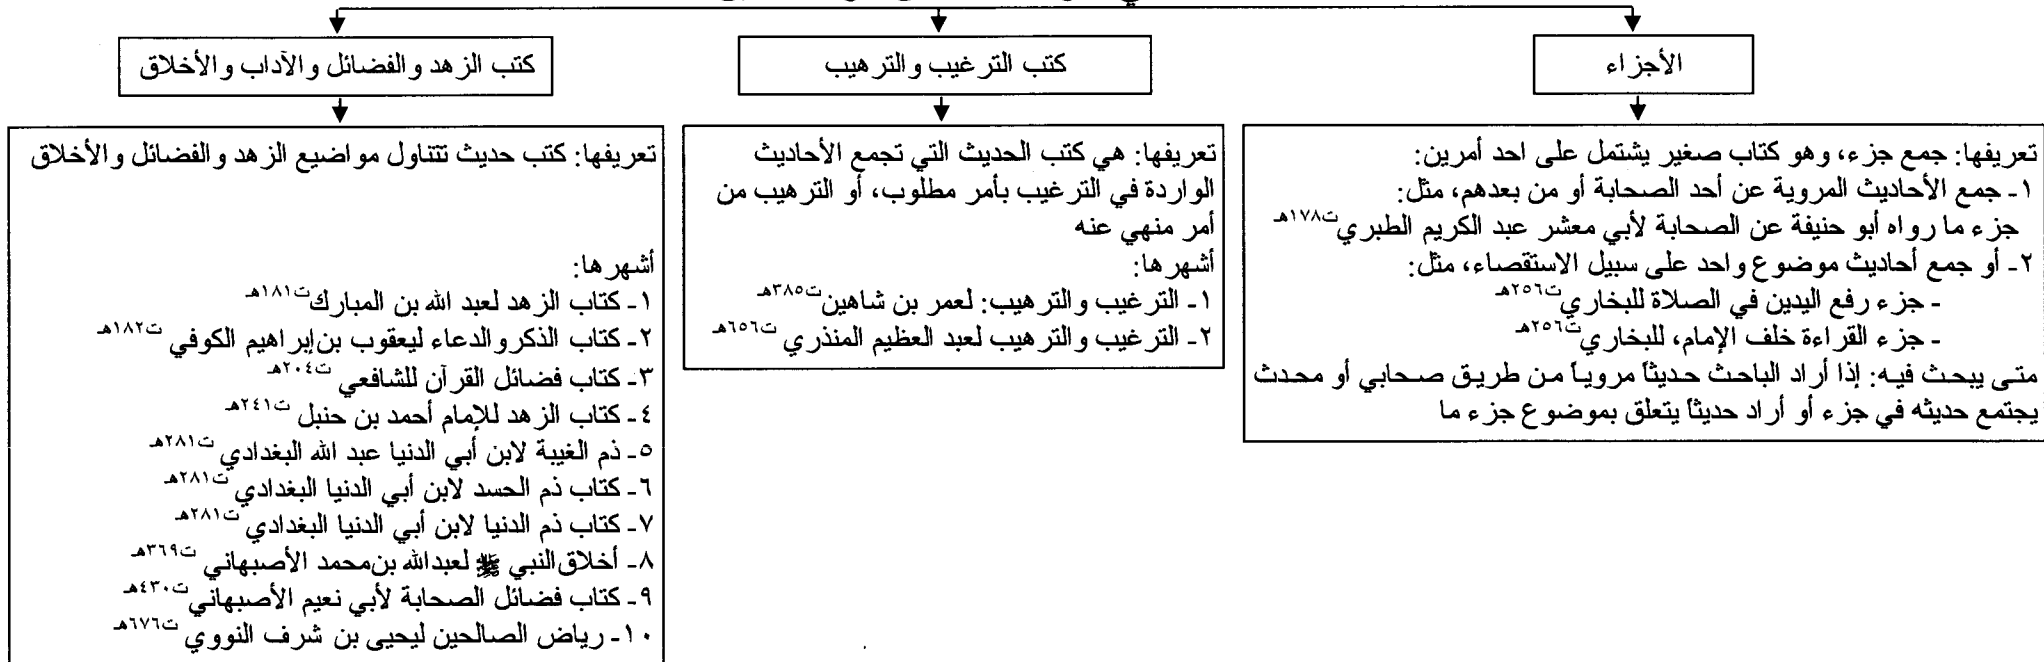 الأجزاء
تعريفها: جمع جزء، وهو كتاب صغير يشتمل على احد أمرين:
١- جمع الأحاديث المروية عن أحد الصحابة أو من بعدهم، مثل:
جزء ما رواه أبو حنيفة عن الصحابة لأبي معشر عبد الكريم الطبري ت١٧٨هـ
٢- أو جمع أحاديث موضوع واحد على سبيل الاستقصاء، مثل:
- جزء رفع اليدين في الصلاة للبخاري ت٢٥٦هـ
- جزء القراءة خلف الإمام، للبخاري ت٢٥٦هـ
متى يبحث فيه: إذا أراد الباحث حديثاً مروياً من طريق صحابي أو محدث
يجتمع حديثه في جزء أو أراد حديثاً يتعلق بموضوع جزء ما
كتب الترغيب والترهيب
تعريفها: هي كتب الحديث التي تجمع الأحاديث
الواردة في الترغيب بأمر مطلوب، أو الترهيب من
أمر منهي عنه
أشهرها:
١- الترغيب والترهيب: لعمر بن شاهين ت٣٨٥هـ
٢- الترغيب والترهيب لعبد العظيم المنذري ت٦٥٦هـ
كتب الزهد والفضائل والآداب والأخلاق
تعريفها: كتب حديث تتناول مواضيع الزهد والفضائل والأخلاق
أشهرها:
١- كتاب الزهد لعبد الله بن المبارك ت١٨١هـ
٢- كتاب الذكر والدعاء ليعقوب بن إبراهيم الكوفي ت١٨٢هـ
٣- كتاب فضائل القرآن للشافعي ت٢٠٤هـ
٤- كتاب الزهد للإمام أحمد بن حنبل ت٢٤١هـ
٥- ذم الغيبة لابن أبي الدنيا عبد الله البغدادي ت٢٨١هـ
٦- كتاب ذم الحسد لابن أبي الدنيا البغدادي ت٢٨١هـ
٧- كتاب ذم الدنيا لابن أبي الدنيا البغدادي ت٢٨١هـ
٨- أخلاق النبي ﷺ لعبدالله بن محمد الأصبهاني ت٣٦٩هـ
٩- كتاب فضائل الصحابة لأبي نعيم الأصبهاني ت٤٣٠هـ
١٠- رياض الصالحين ليحيى بن شرف النووي ت٦٧٦هـ